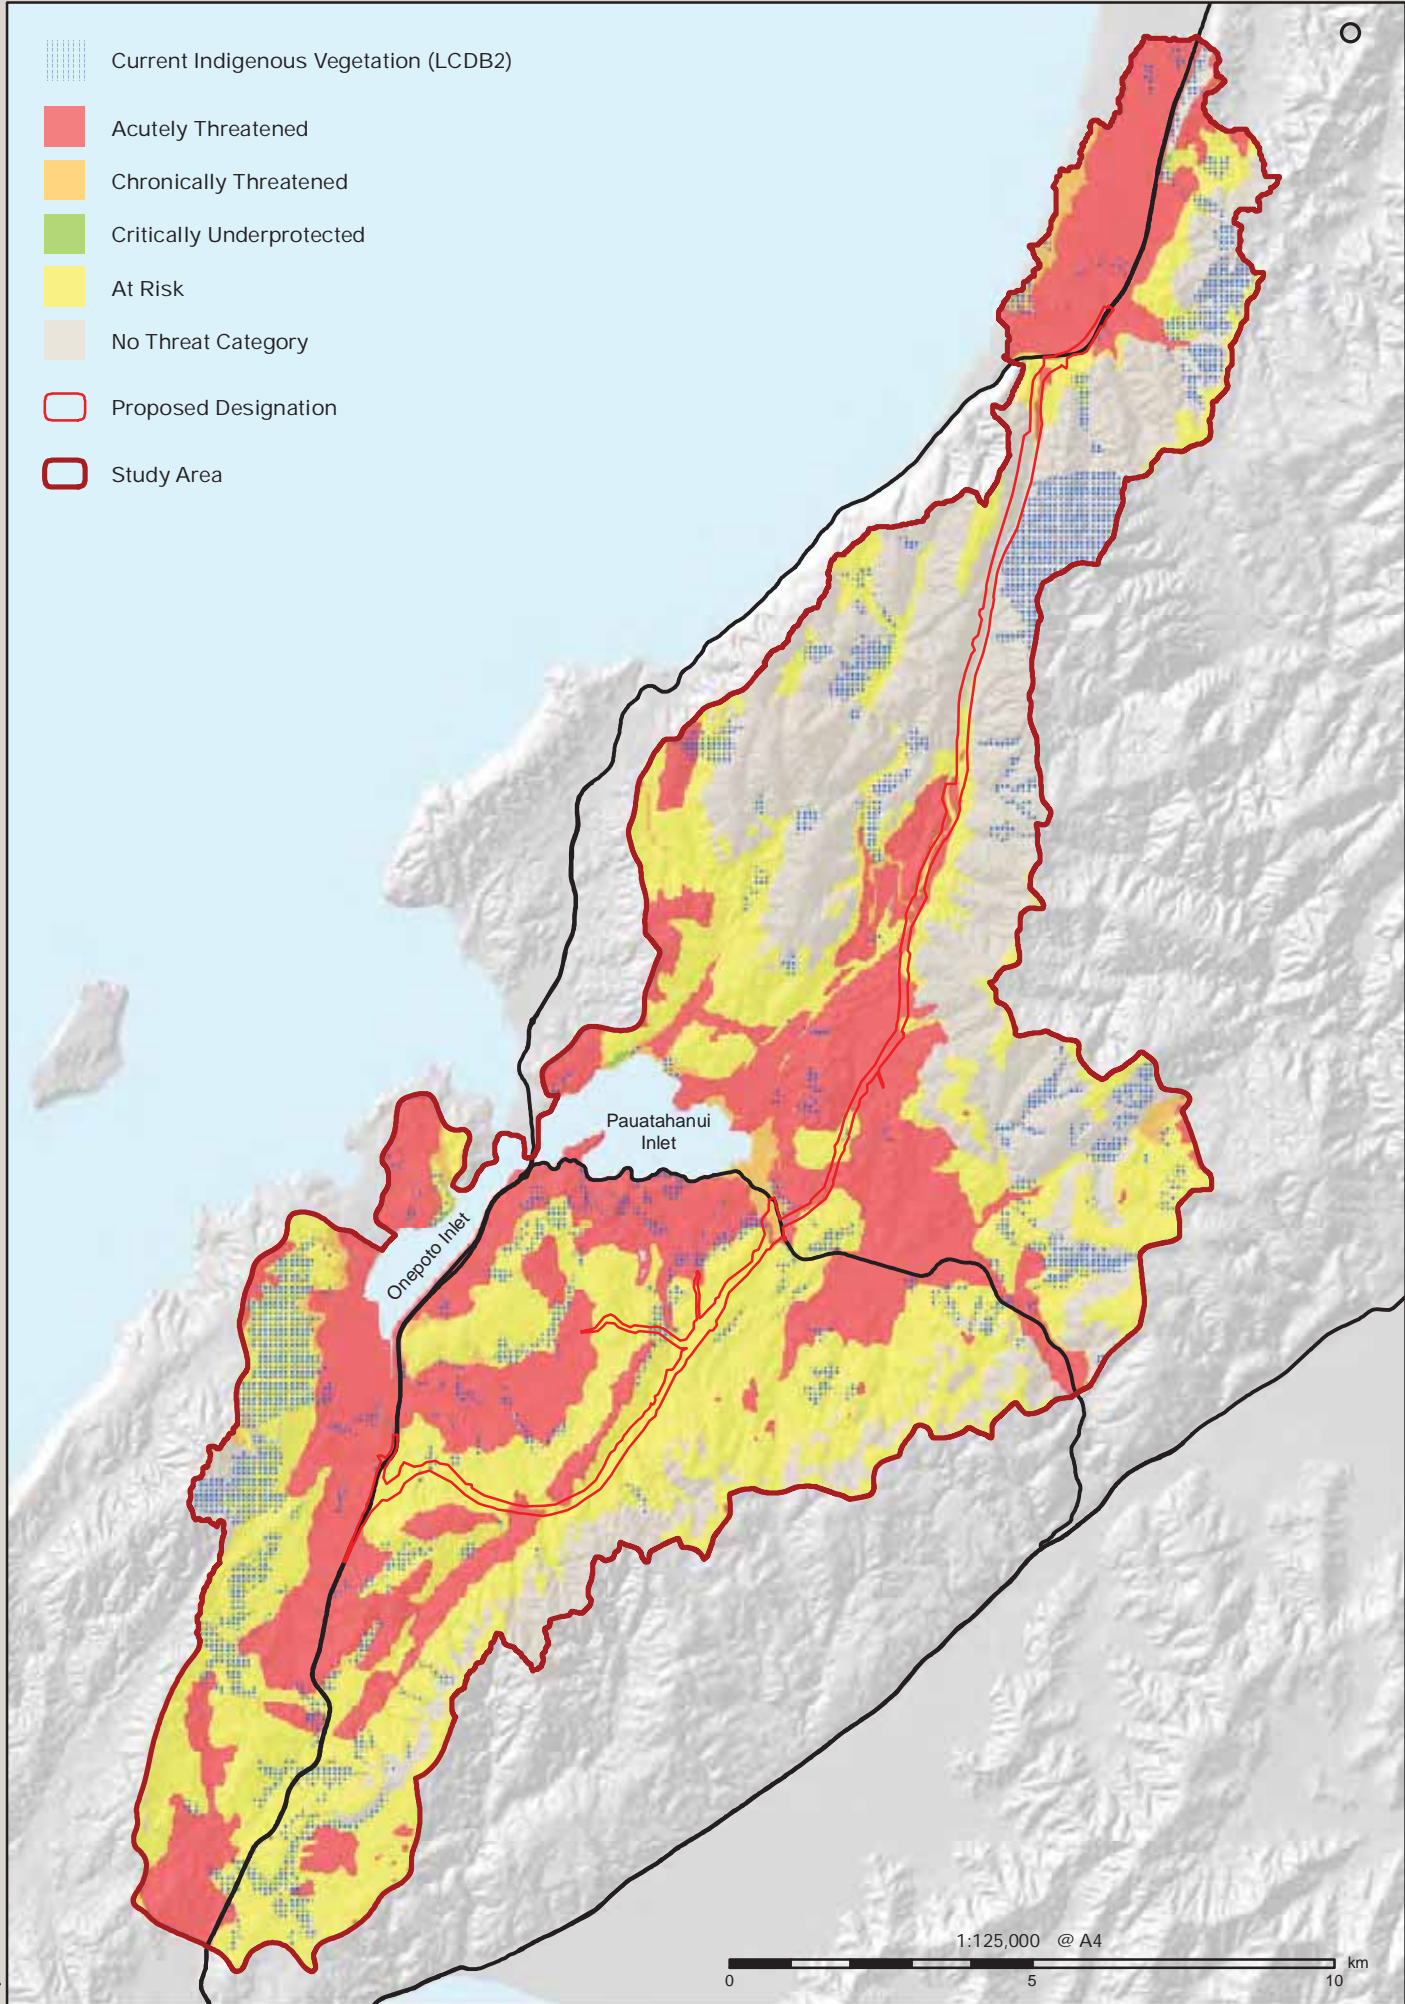 Current Indigenous Vegetation (LCDB2)
Acutely Threatened
Chronically Threatened
Critically Underprotected
At Risk
No Threat Category
Proposed Designation
Study Area
Pauatahanui
Inlet
Onepoto Inlet
1:125,000 @ A4
km
0 5 10